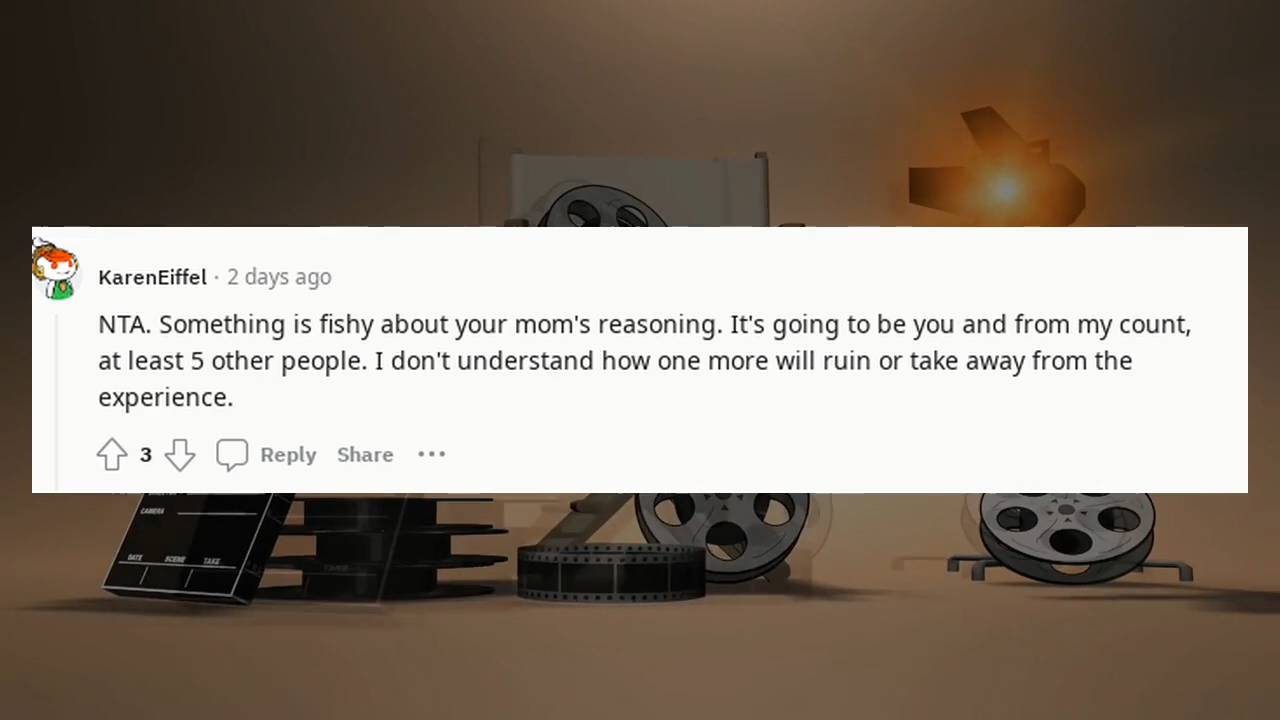 KarenEiffel · 2 days ago
NTA. Something is fishy about your mom's reasoning. It's going to be you and from my count,
at least 5 other people. I don't understand how one more will ruin or take away from the
experience.
3 Reply Share ···
CAMERA
DATE SCENE TAKE